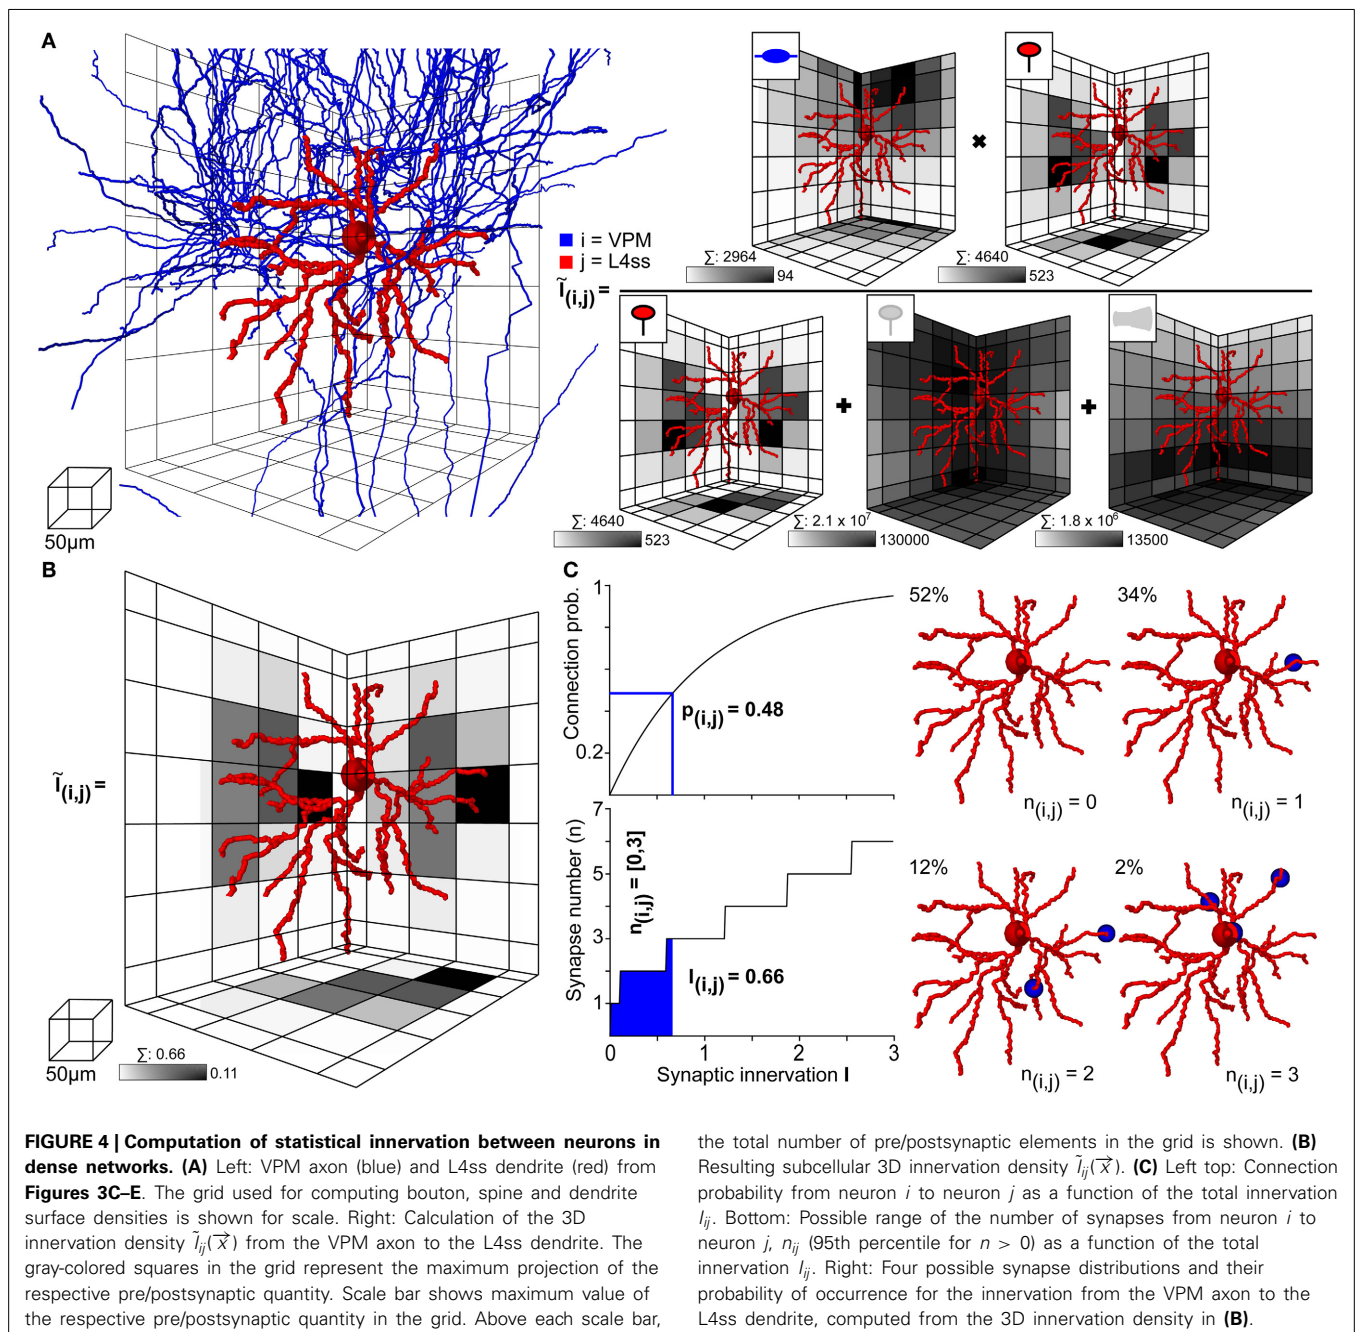 A
i = VPM
j = L4ss
∑: 2964
94
∑: 4640
523
Ĩ(i,j) =
∑: 4640
523
∑: 2.1 x 10⁷
130000
∑: 1.8 x 10⁶
13500
50µm
B
Ĩ(i,j) =
50µm
∑: 0.66
0.11
C
Connection prob.
1
0.2
p(i,j) = 0.48
Synapse number (n)
7
5
3
1
n(i,j) = [0,3]
I(i,j) = 0.66
0 1 2 3
Synaptic innervation I
52%
n(i,j) = 0
34%
n(i,j) = 1
12%
n(i,j) = 2
2%
n(i,j) = 3
FIGURE 4 | Computation of statistical innervation between neurons in
dense networks. (A) Left: VPM axon (blue) and L4ss dendrite (red) from
Figures 3C–E. The grid used for computing bouton, spine and dendrite
surface densities is shown for scale. Right: Calculation of the 3D
innervation density Ĩij(x⃗) from the VPM axon to the L4ss dendrite. The
gray-colored squares in the grid represent the maximum projection of the
respective pre/postsynaptic quantity. Scale bar shows maximum value of
the respective pre/postsynaptic quantity in the grid. Above each scale bar,
the total number of pre/postsynaptic elements in the grid is shown. (B)
Resulting subcellular 3D innervation density Ĩij(x⃗). (C) Left top: Connection
probability from neuron i to neuron j as a function of the total innervation
Iij. Bottom: Possible range of the number of synapses from neuron i to
neuron j, nij (95th percentile for n > 0) as a function of the total
innervation Iij. Right: Four possible synapse distributions and their
probability of occurrence for the innervation from the VPM axon to the
L4ss dendrite, computed from the 3D innervation density in (B).